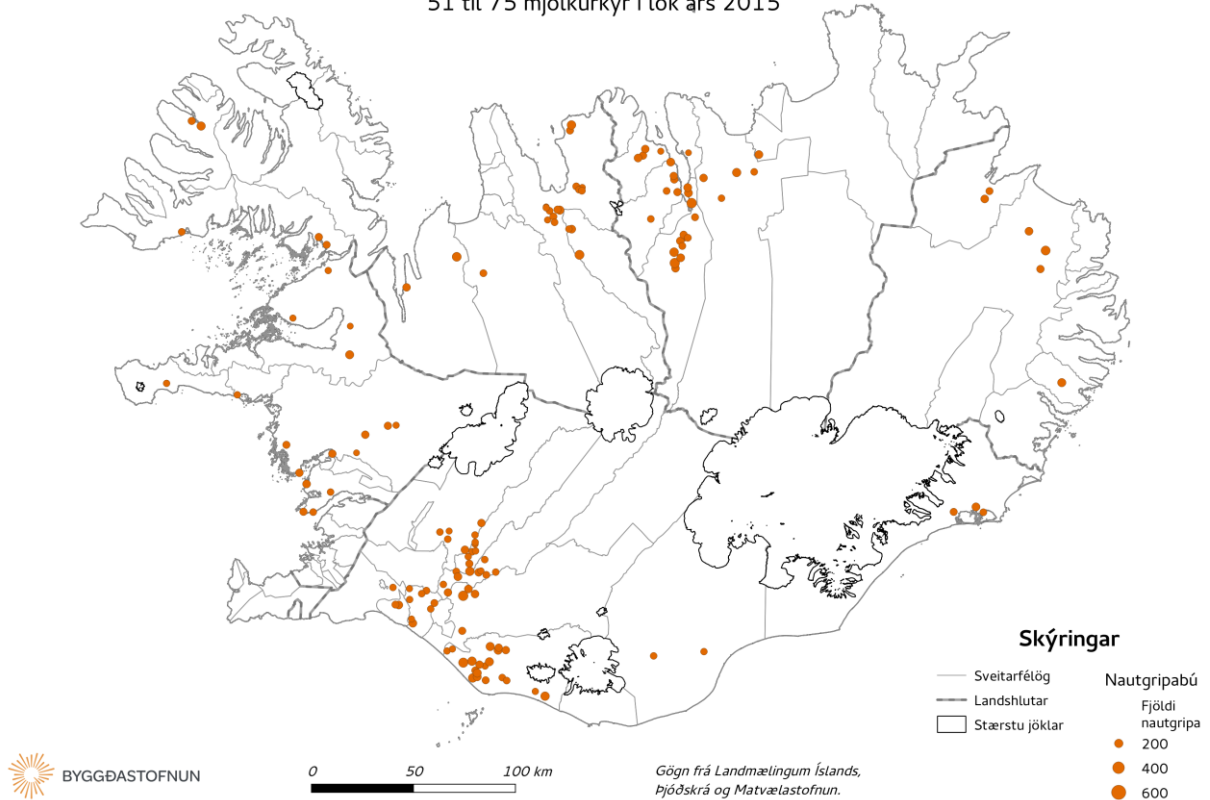 51 til 75 mjólkurkýr í lok árs 2015
Skýringar
Sveitarfélög
Landshlutar
Stærstu jöklar
Nautgripabú
Fjöldi
nautgripa
200
400
600
BYGGÐASTOFNUN
0 50 100 km
Gögn frá Landmælingum Íslands,
Þjóðskrá og Matvælastofnun.